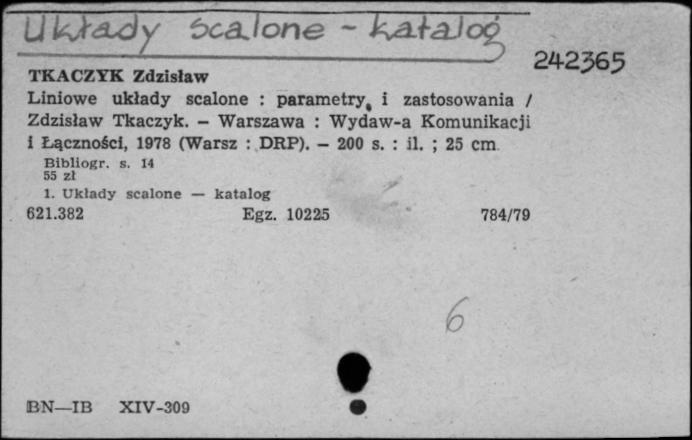 Układy scalone - katalog
242365
TKACZYK Zdzisław
Liniowe układy scalone : parametry i zastosowania /
Zdzisław Tkaczyk. — Warszawa : Wydaw-a Komunikacji
i Łączności, 1978 (Warsz : DRP). — 200 s. : il. ; 25 cm
Bibliogr. s. 14
55 zł
1. Układy scalone — katalog
621.382 Egz. 10225 784/79
6
BN—IB XIV-309